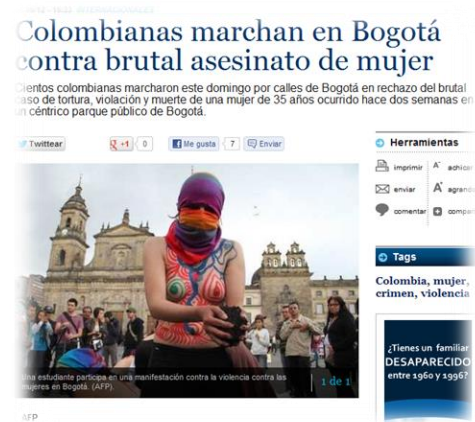 INTERNACIONALES
Colombianas marchan en Bogotá
contra brutal asesinato de mujer
Cientos colombianas marcharon este domingo por calles de Bogotá en rechazo del brutal
caso de tortura, violación y muerte de una mujer de 35 años ocurrido hace dos semanas en
un céntrico parque público de Bogotá.
Twittear +1 0 Me gusta 7 Enviar
Herramientas
imprimir A- achicar
enviar A+ agrandar
comentar compartir
Tags
Colombia, mujer,
crimen, violencia
¿Tienes un familiar
DESAPARECIDO
entre 1960 y 1996?
Una estudiante participa en una manifestación contra la violencia contra las
mujeres en Bogotá. (AFP).
1 de 1
AFP